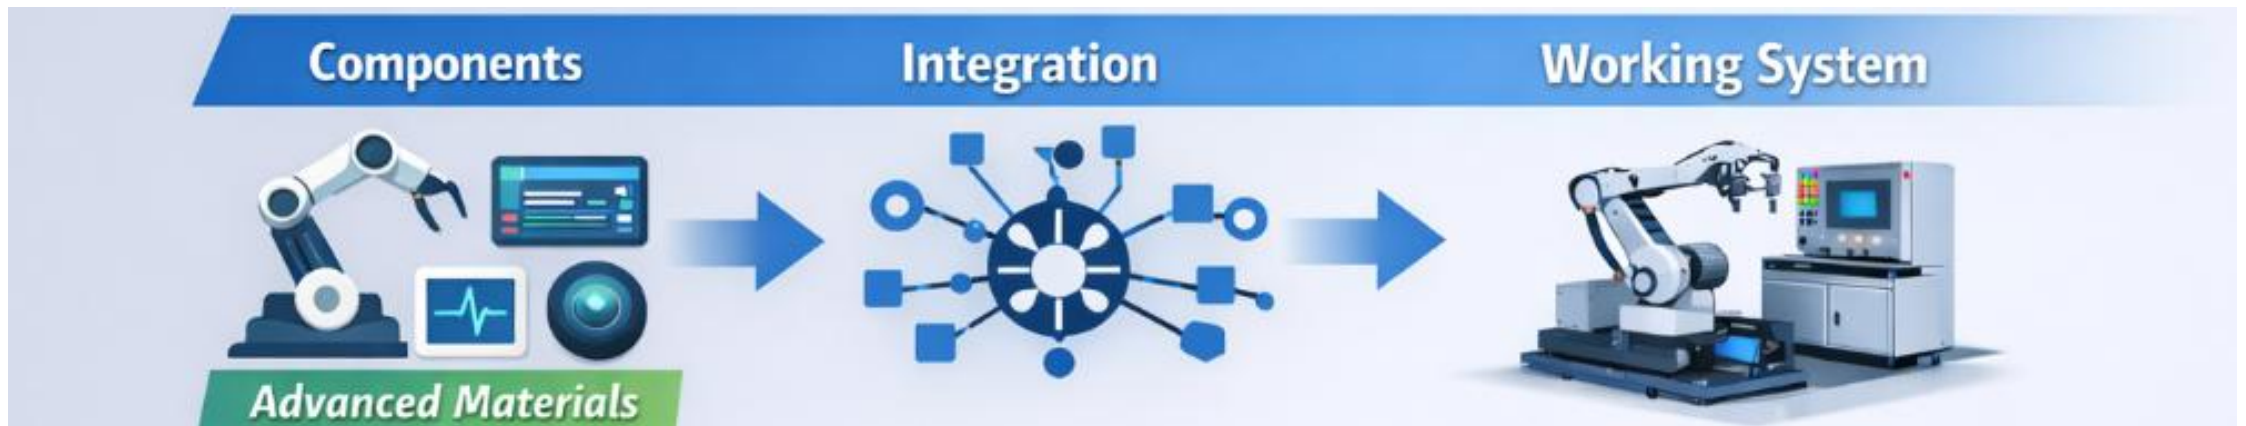 Components
Integration
Working System
Advanced Materials